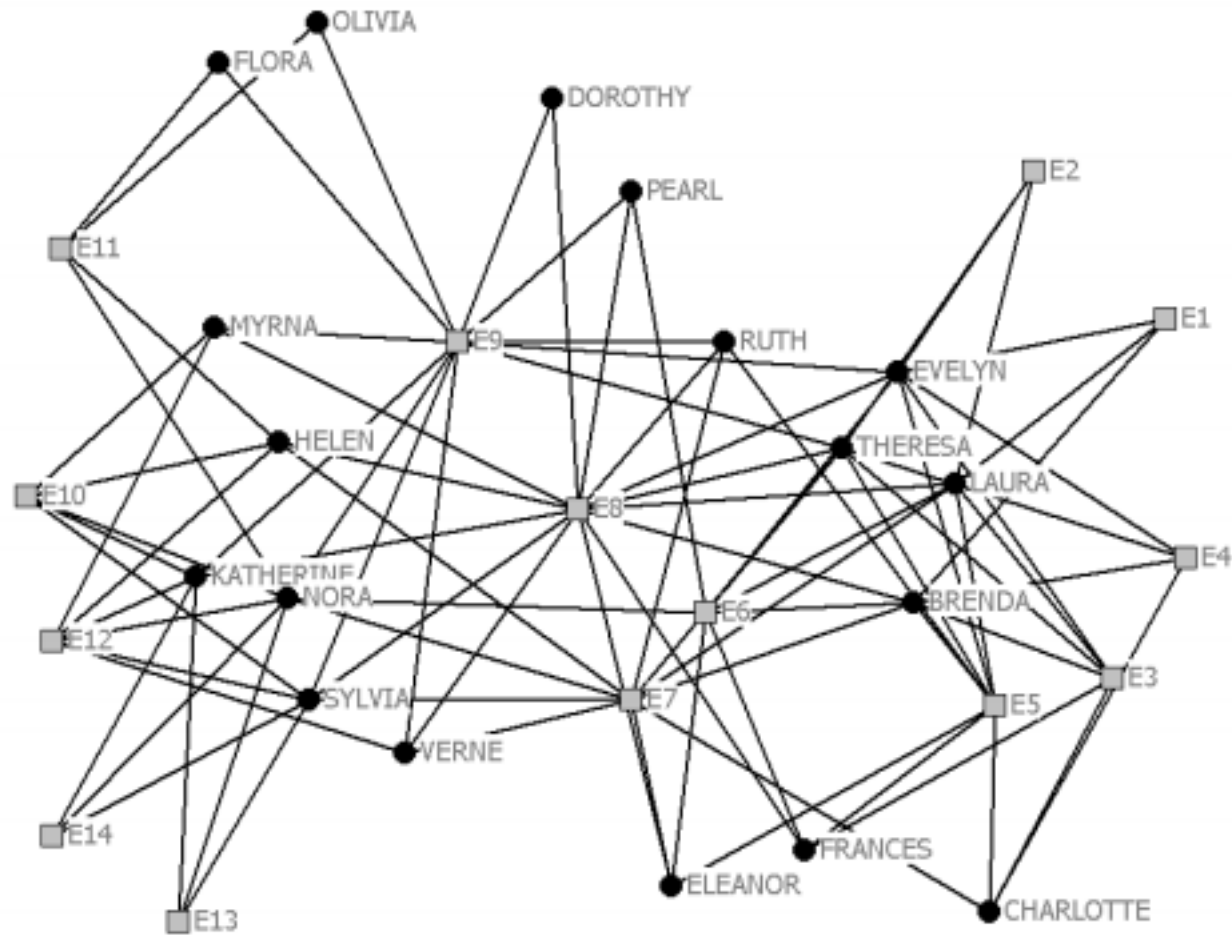 OLIVIA
FLORA
DOROTHY
E2
PEARL
E11
E1
MYRNA
E9
RUTH
EVELYN
HELEN
THERESA
LAURA
E10
E8
E4
KATHERINE
NORA
BRENDA
E6
E12
E3
SYLVIA
E7
E5
VERNE
E14
FRANCES
ELEANOR
CHARLOTTE
E13